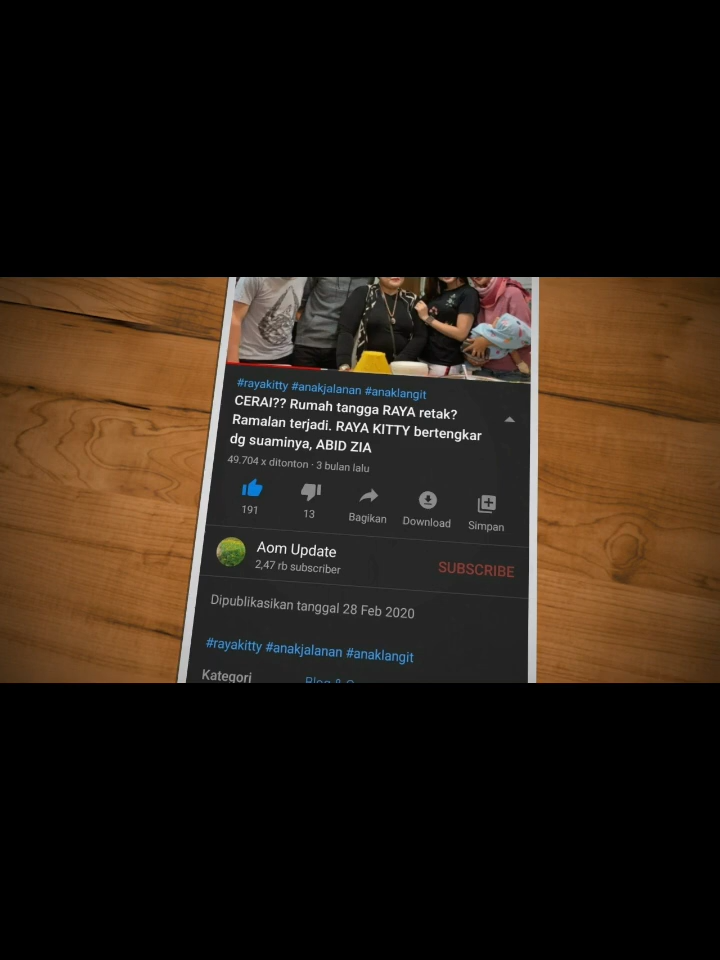 #rayakitty #anakjalanan #anaklangit
CERAI?? Rumah tangga RAYA retak?
Ramalan terjadi. RAYA KITTY bertengkar
dg suaminya, ABID ZIA
49.704 x ditonton · 3 bulan lalu
191 13 Bagikan Download Simpan
Aom Update
2,47 rb subscriber
SUBSCRIBE
Dipublikasikan tanggal 28 Feb 2020
#rayakitty #anakjalanan #anaklangit
Kategori